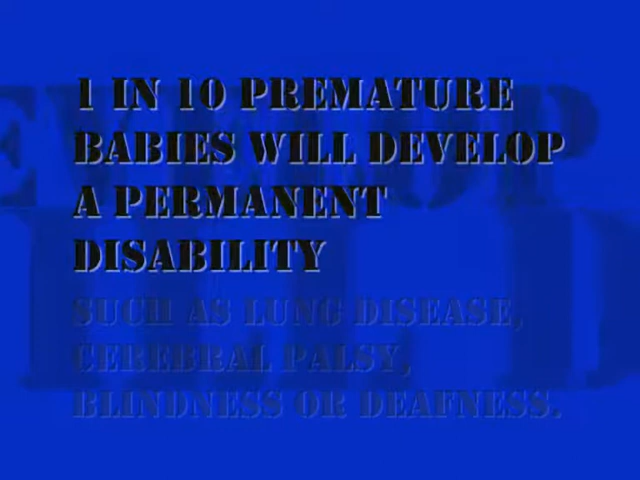 1 IN 10 PREMATURE
BABIES WILL DEVELOP
A PERMANENT
DISABILITY
SUCH AS LUNG DISEASE,
CEREBRAL PALSY,
BLINDNESS OR DEAFNESS.